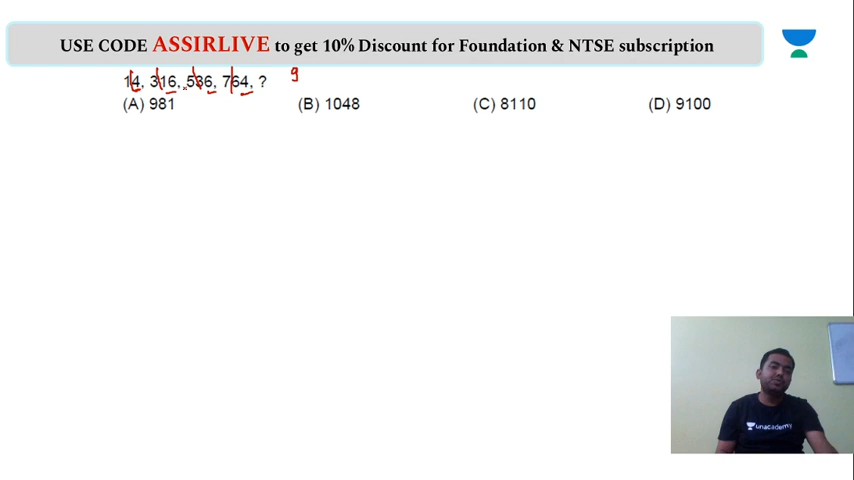 USE CODE ASSIRLIVE to get 10% Discount for Foundation & NTSE subscription
14, 316, 536, 764, ? 9
(A) 981 (B) 1048 (C) 8110 (D) 9100
unacademy